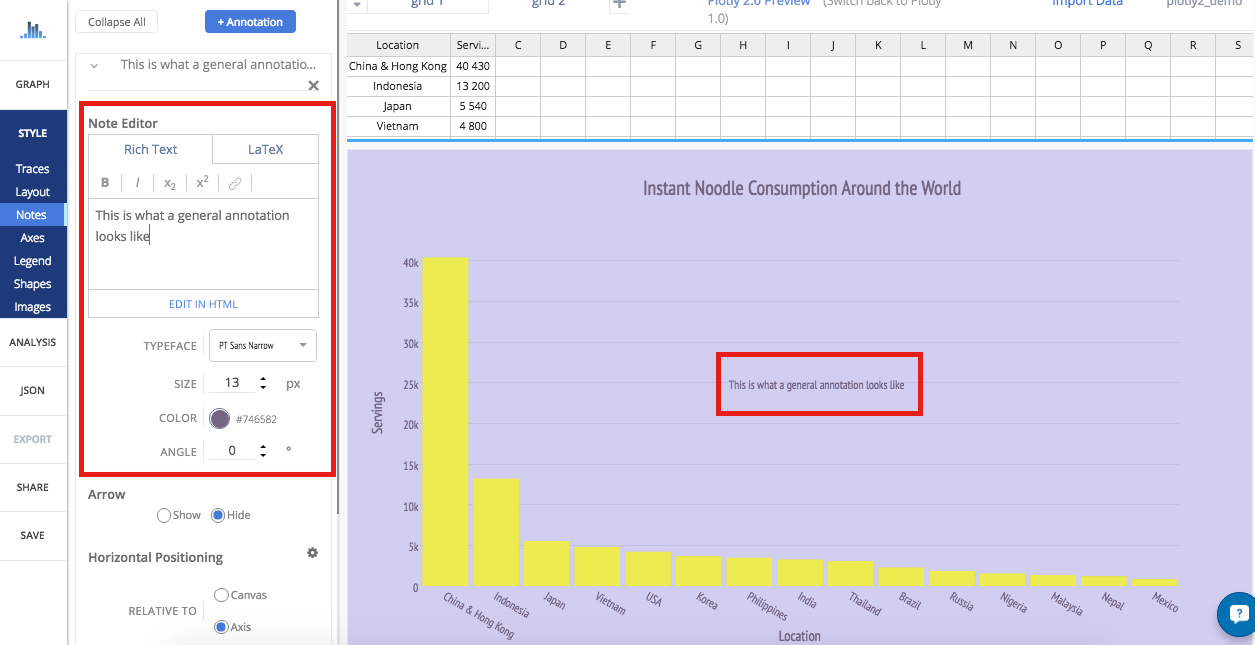 Collapse All
+ Annotation
This is what a general annotatio...
GRAPH
STYLE
Traces
Layout
Notes
Axes
Legend
Shapes
Images
ANALYSIS
JSON
EXPORT
SHARE
SAVE
Note Editor
Rich Text LaTeX
B I x2 x2
This is what a general annotation
looks like
EDIT IN HTML
TYPEFACE PT Sans Narrow
SIZE 13 px
COLOR #746582
ANGLE 0 °
Arrow
Show Hide
Horizontal Positioning
Canvas
RELATIVE TO
Axis
grid 1 grid 2 + Plotly 2.0 Preview (Switch back to Plotly
1.0)
Import Data plotly2_demo
Location Servi... C D E F G H I J K L M N O P Q R S
China & Hong Kong 40 430
Indonesia 13 200
Japan 5 540
Vietnam 4 800
Instant Noodle Consumption Around the World
40k
35k
30k
25k
20k
15k
10k
5k
0
Servings
This is what a general annotation looks like
China & Hong Kong
Indonesia
Japan
Vietnam
USA
Korea
Philippines
India
Thailand
Brazil
Russia
Nigeria
Malaysia
Nepal
Mexico
Location
?